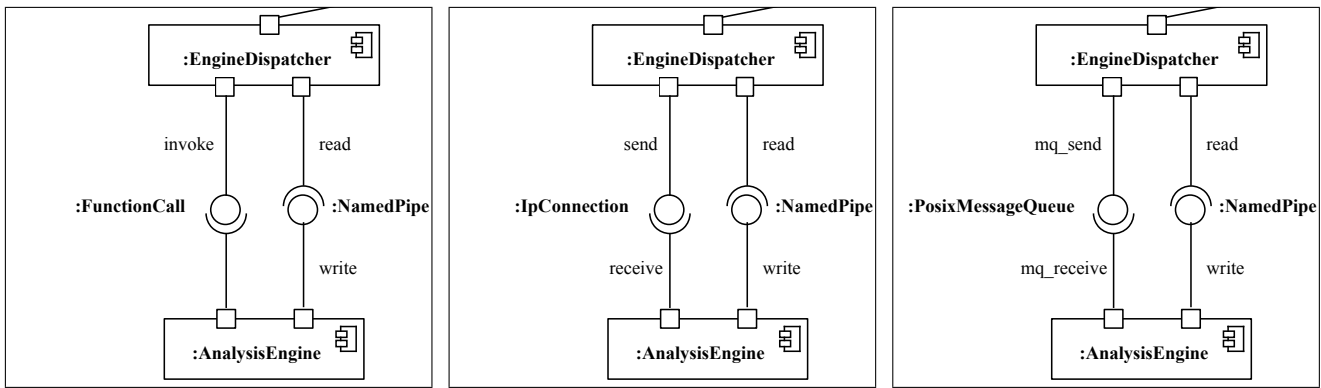 :EngineDispatcher
invoke
read
:FunctionCall
:NamedPipe
write
:AnalysisEngine
:EngineDispatcher
send
read
:IpConnection
:NamedPipe
receive
write
:AnalysisEngine
:EngineDispatcher
mq_send
read
:PosixMessageQueue
:NamedPipe
mq_receive
write
:AnalysisEngine